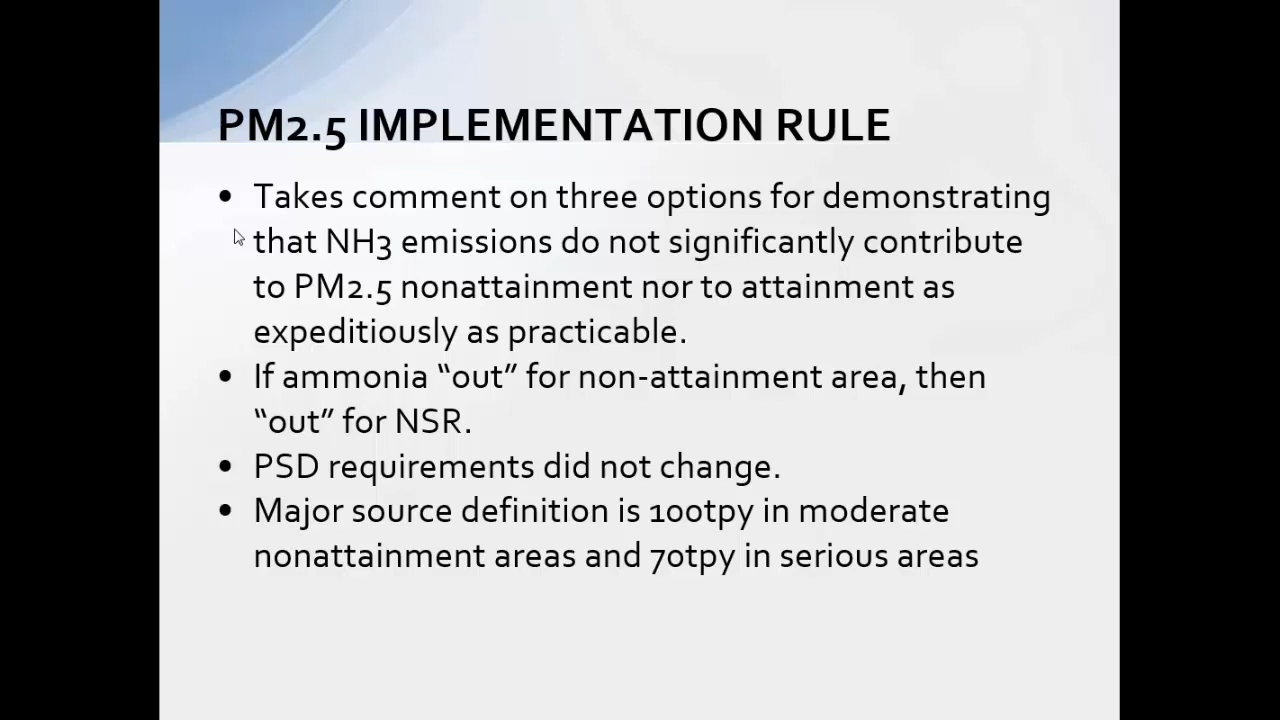 PM2.5 IMPLEMENTATION RULE
• Takes comment on three options for demonstrating
that NH3 emissions do not significantly contribute
to PM2.5 nonattainment nor to attainment as
expeditiously as practicable.
• If ammonia “out” for non-attainment area, then
“out” for NSR.
• PSD requirements did not change.
• Major source definition is 100tpy in moderate
nonattainment areas and 70tpy in serious areas